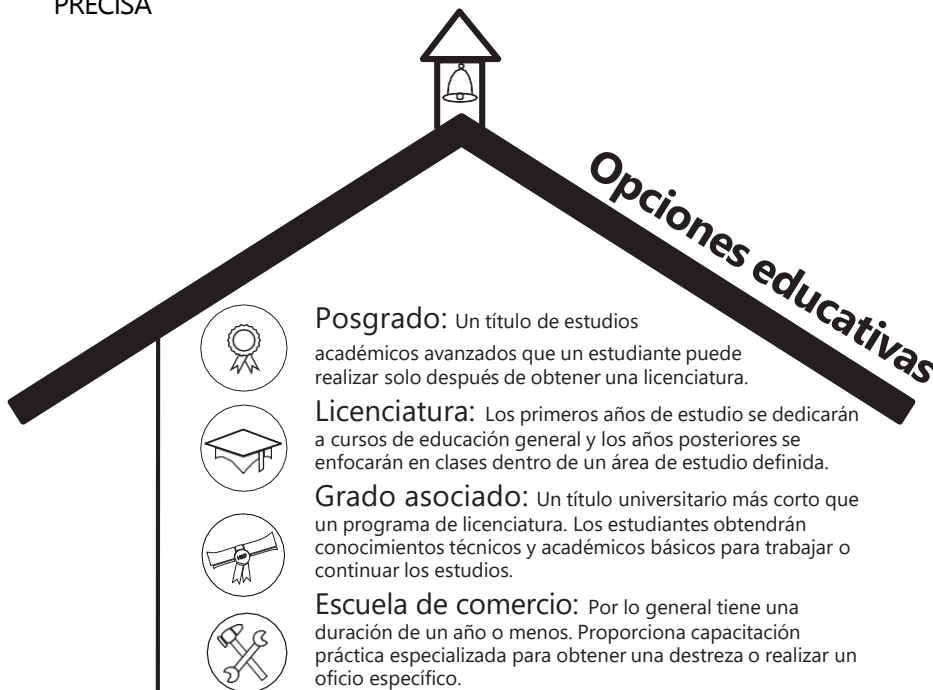 PRECISA
Opciones educativas
Posgrado: Un título de estudios
académicos avanzados que un estudiante puede
realizar solo después de obtener una licenciatura.
Licenciatura: Los primeros años de estudio se dedicarán
a cursos de educación general y los años posteriores se
enfocarán en clases dentro de un área de estudio definida.
Grado asociado: Un título universitario más corto que
un programa de licenciatura. Los estudiantes obtendrán
conocimientos técnicos y académicos básicos para trabajar o
continuar los estudios.
Escuela de comercio: Por lo general tiene una
duración de un año o menos. Proporciona capacitación
práctica especializada para obtener una destreza o realizar un
oficio específico.